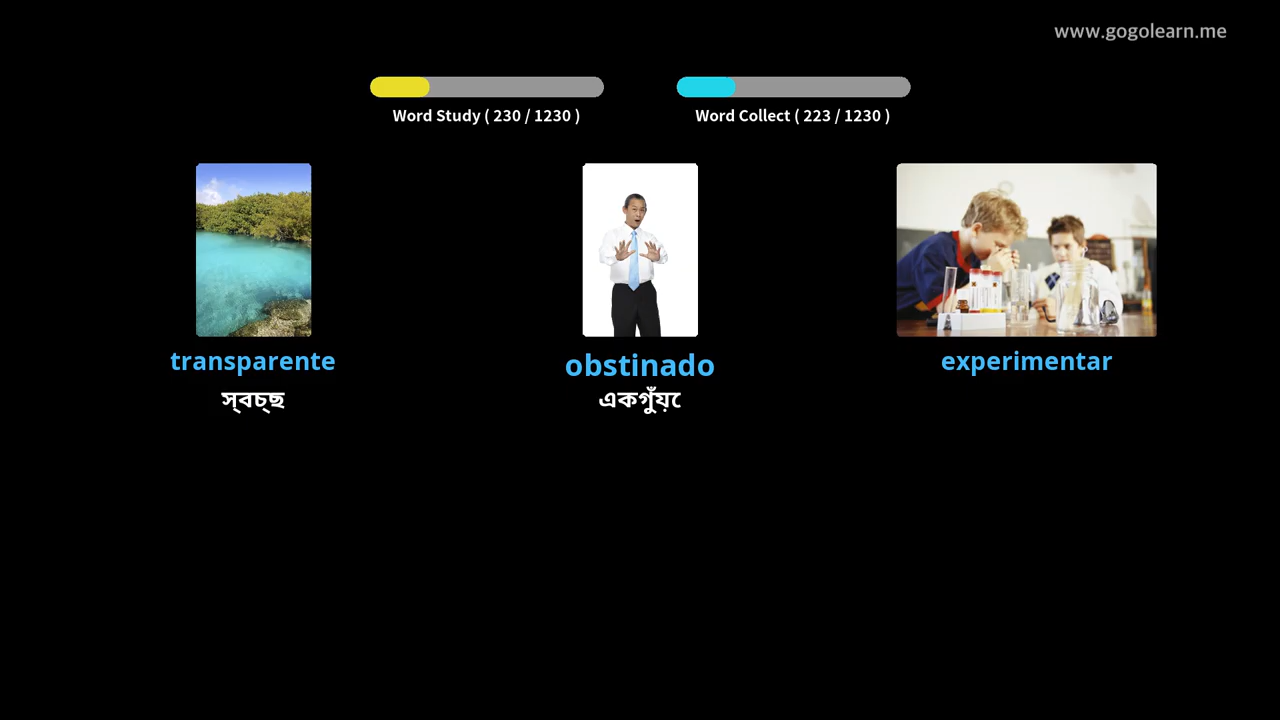 www.gogolearn.me
Word Study ( 230 / 1230 )
Word Collect ( 223 / 1230 )
transparente
obstinado
experimentar
স্বচ্ছ
একগুঁয়ে